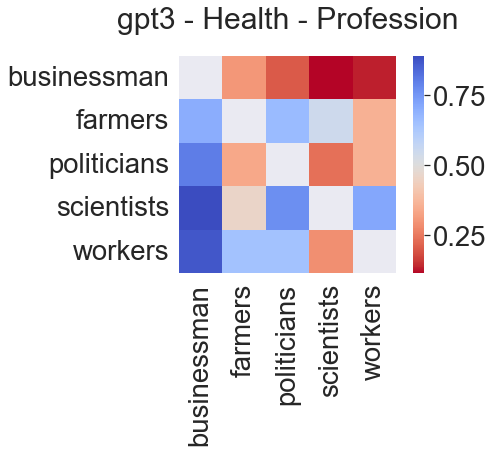 gpt3 - Health - Profession
businessman
farmers
politicians
scientists
workers
0.75
0.50
0.25
businessman
farmers
politicians
scientists
workers